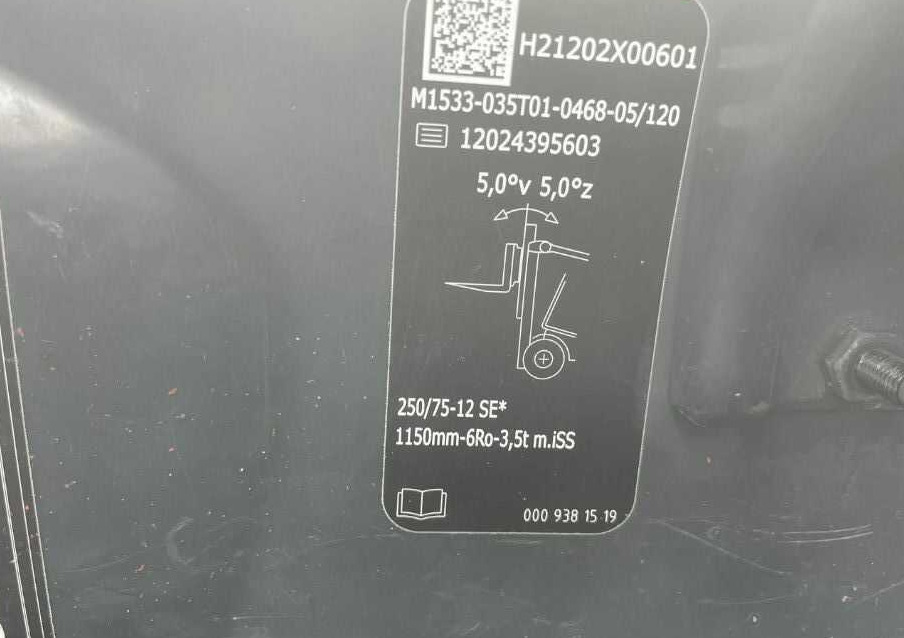 H21202X00601
M1533-035T01-0468-05/120
12024395603
5,0°v 5,0°z
250/75-12 SE*
1150mm-6Ro-3,5t m.iSS
000 938 15 19